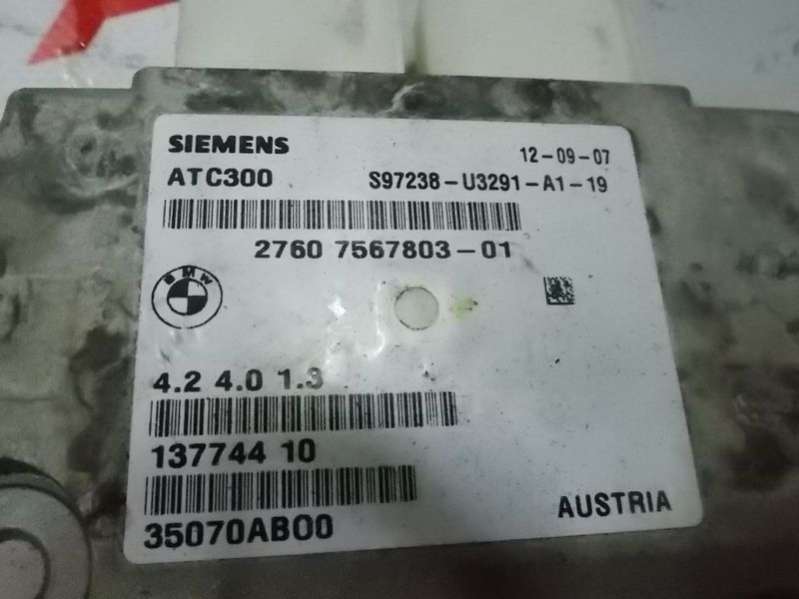 SIEMENS
12-09-07
ATC300
S97238-U3291-A1-19
2760 7567803-01
BMW
4.2 4.0 1.3
137744 10
35070AB00
AUSTRIA